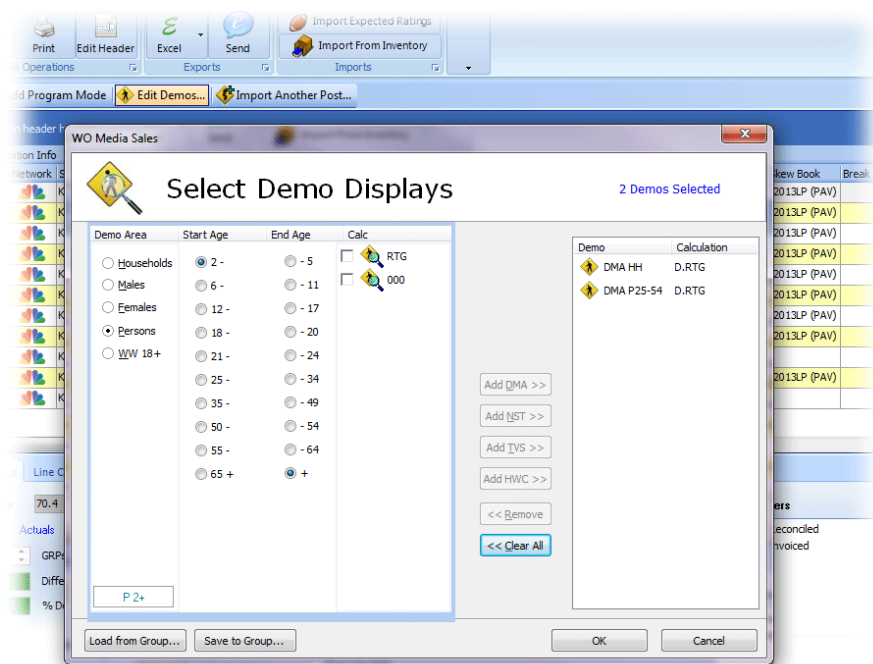 Import Expected Ratings
Print Edit Header Excel Send Import From Inventory
Operations Exports Imports
Program Mode Edit Demos... Import Another Post...
header
WO Media Sales
Info
Network
Skew Book Break
Select Demo Displays
2 Demos Selected
2013LP (PAV)
2013LP (PAV)
2013LP (PAV)
2013LP (PAV)
2013LP (PAV)
2013LP (PAV)
2013LP (PAV)
2013LP (PAV)
2013LP (PAV)
Demo Area Start Age End Age Calc
Households 2 - - 5 RTG
Males 6 - - 11 000
Females 12 - - 17
Persons 18 - - 20
WW 18+ 21 - - 24
25 - - 34
35 - - 49
50 - - 54
55 - - 64
65 + +
P 2+
Demo Calculation
DMA HH D.RTG
DMA P25-54 D.RTG
Add DMA >>
Add NST >>
Add TVS >>
Add HWC >>
<< Remove
<< Clear All
Line
70.4
Actuals
GRPs
Load from Group... Save to Group... OK Cancel